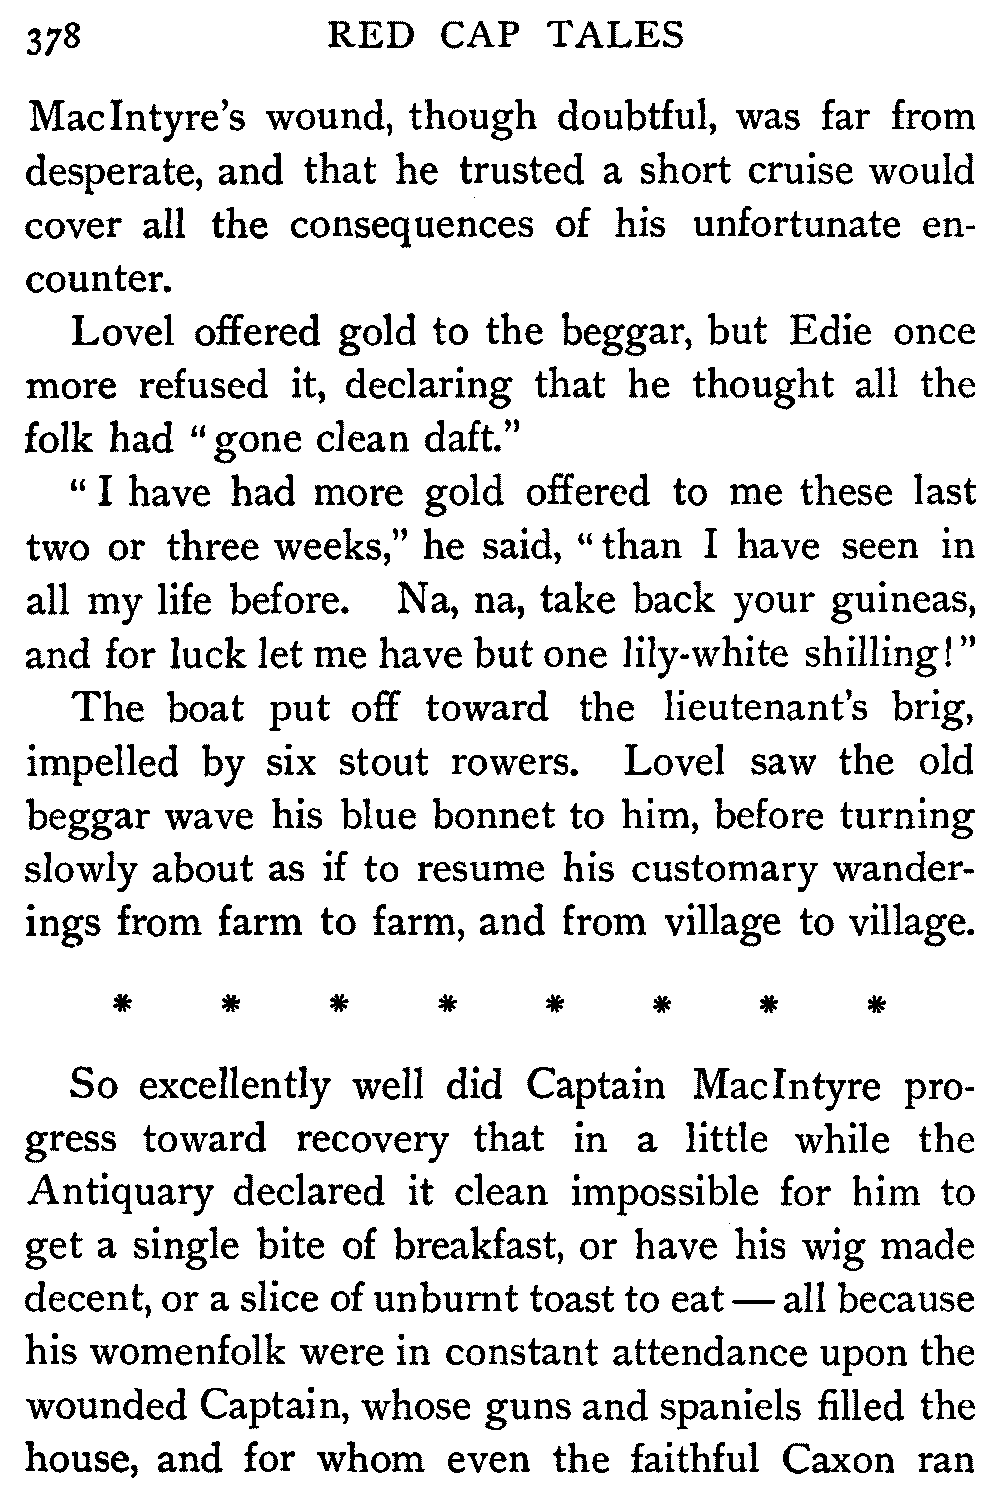 378 RED CAP TALES
MacIntyre's wound, though doubtful, was far from
desperate, and that he trusted a short cruise would
cover all the consequences of his unfortunate en-
counter.
Lovel offered gold to the beggar, but Edie once
more refused it, declaring that he thought all the
folk had "gone clean daft."
"I have had more gold offered to me these last
two or three weeks," he said, "than I have seen in
all my life before. Na, na, take back your guineas,
and for luck let me have but one lily-white shilling!"
The boat put off toward the lieutenant's brig,
impelled by six stout rowers. Lovel saw the old
beggar wave his blue bonnet to him, before turning
slowly about as if to resume his customary wander-
ings from farm to farm, and from village to village.
* * * * * * * *
So excellently well did Captain MacIntyre pro-
gress toward recovery that in a little while the
Antiquary declared it clean impossible for him to
get a single bite of breakfast, or have his wig made
decent, or a slice of unburnt toast to eat — all because
his womenfolk were in constant attendance upon the
wounded Captain, whose guns and spaniels filled the
house, and for whom even the faithful Caxon ran